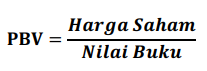 PBV = Harga Saham
Nilai Buku